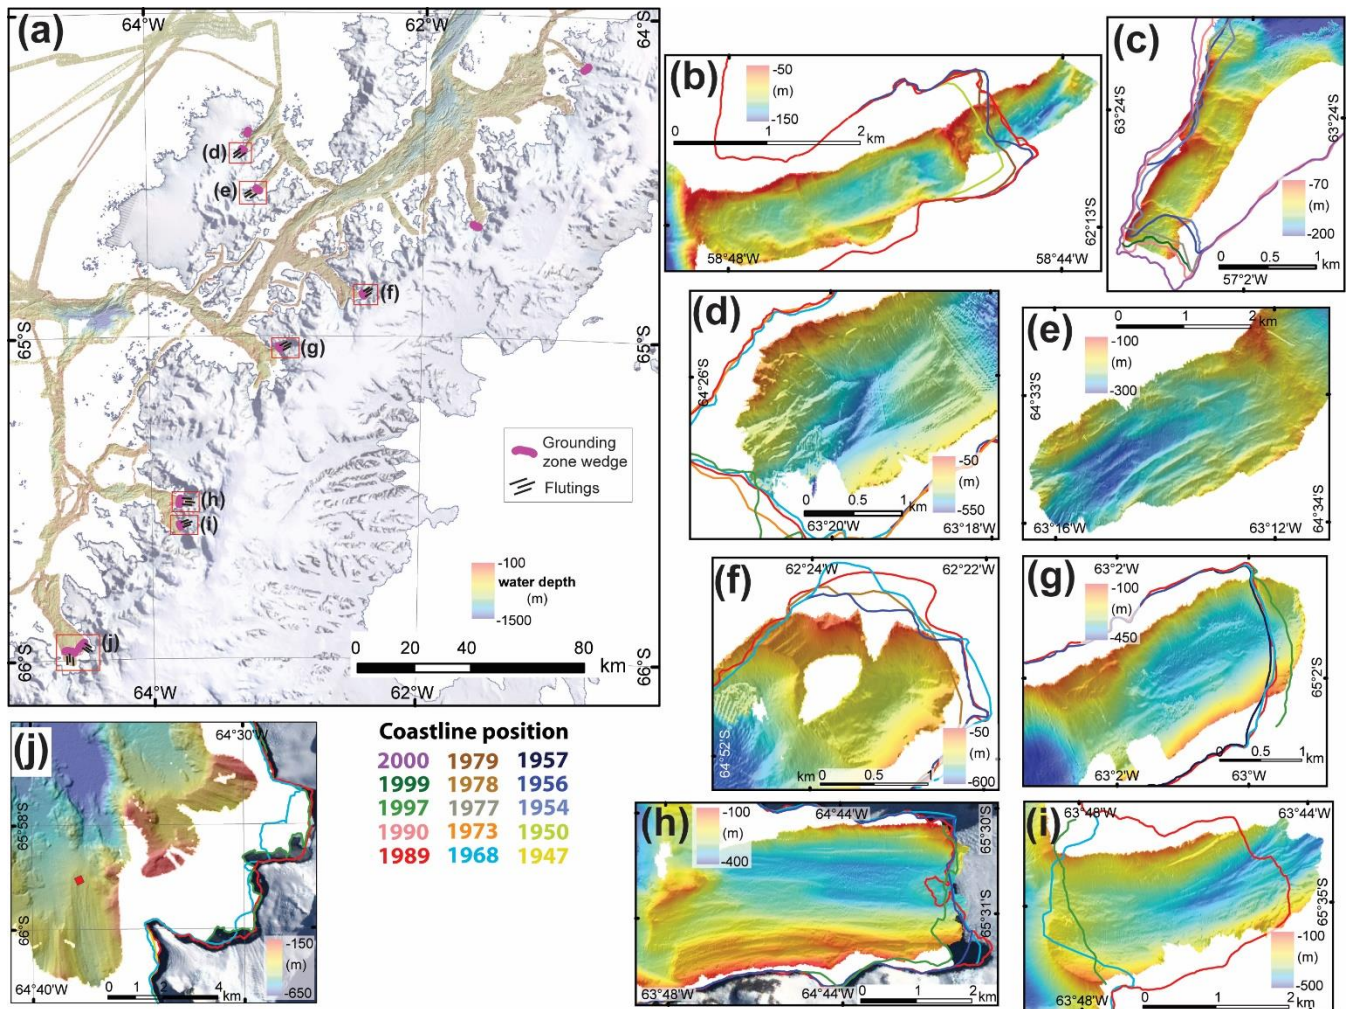 (a)
64°W
62°W
64°S
65°S
65°S
66°S
66°S
64°W
62°W
(d)
(e)
(f)
(g)
(h)
(i)
(j)
Grounding
zone wedge
Flutings
-100
water depth
(m)
-1500
0 20 40 60 80
km
(b)
-50
(m)
-150
0 1 2
km
58°48'W
58°44'W
62°13'S
(c)
63°24'S
63°24'S
-70
(m)
-200
0 0.5 1
km
57°2'W
(d)
64°26'S
-50
(m)
-550
0 0.5 1
km
63°20'W
63°18'W
(e)
0 1 2
km
-100
(m)
-300
64°33'S
64°34'S
63°16'W
63°12'W
(f)
62°24'W
62°22'W
64°52'S
-50
(m)
-600
km
0 0.5 1
(g)
63°2'W
-100
(m)
-450
65°2'S
0 0.5 1
km
63°2'W
63°W
(h)
-100
(m)
-400
64°44'W
65°30'S
65°31'S
63°48'W
64°44'W
0 1 2
km
(i)
63°48'W
63°44'W
65°35'S
-100
(m)
-500
63°48'W
0 1 2
km
(j)
64°30'W
65°58'S
66°S
-150
(m)
-650
64°40'W
0 1 2 4
km
Coastline position
2000 1979 1957
1999 1978 1956
1997 1977 1954
1990 1973 1950
1989 1968 1947